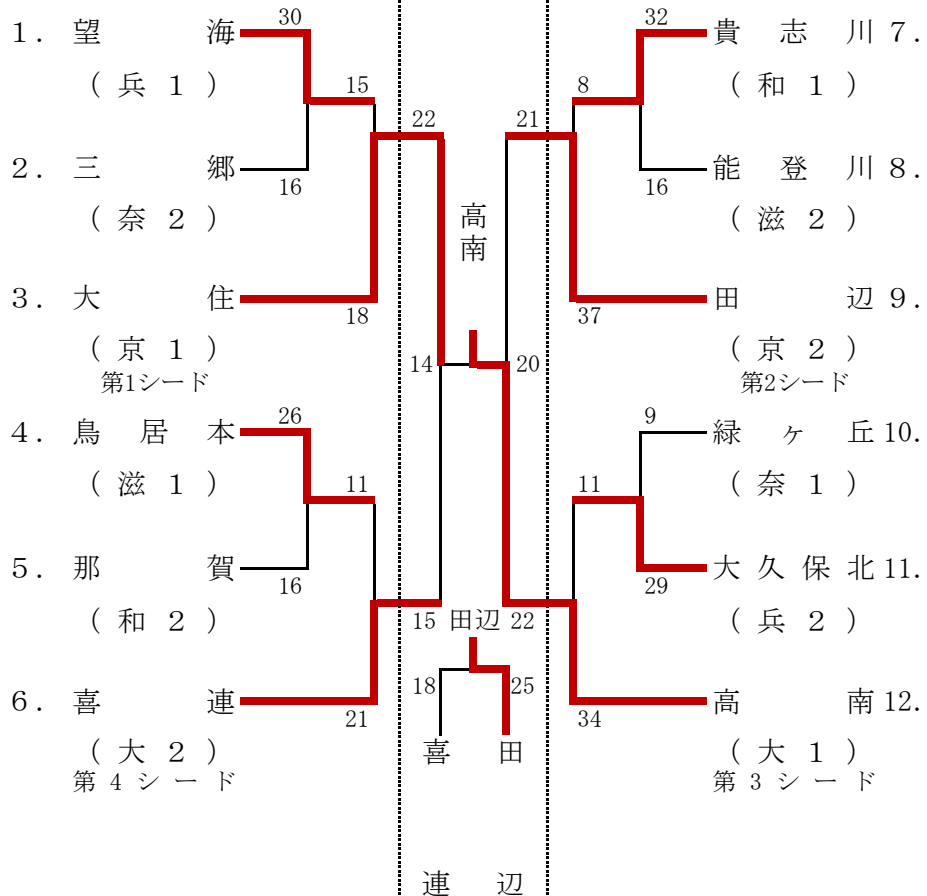 30
32
1. 望海
貴志川 7.
(兵1)
15
8
(和1)
22
21
2. 三郷
16
16
能登川 8.
(奈2)
高南
(滋2)
3. 大住
18
37
田辺 9.
(京1)
14
20
(京2)
第1シード
第2シード
26
9
4. 鳥居本
緑ヶ丘 10.
(滋1)
11
11
(奈1)
5. 那賀
16
29
大久保北 11.
(和2)
15
田辺
22
(兵2)
18
25
6. 喜連
21
34
高南 12.
(大2)
喜連
田辺
(大1)
第4シード
第3シード